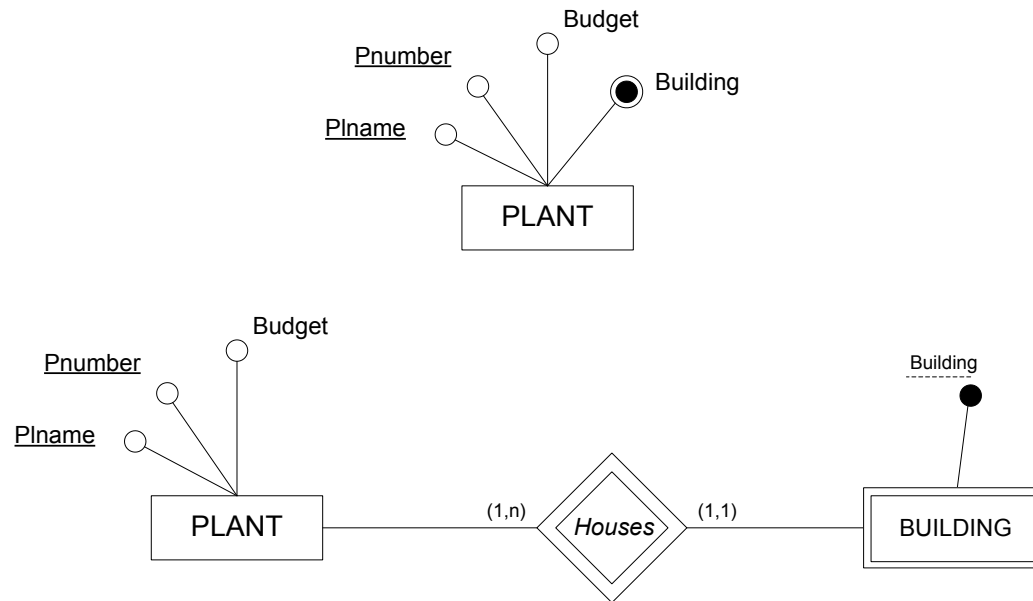 Budget
Pnumber
Building
Plname
PLANT
Budget
Pnumber
Building
Plname
(1,n)
(1,1)
PLANT
Houses
BUILDING